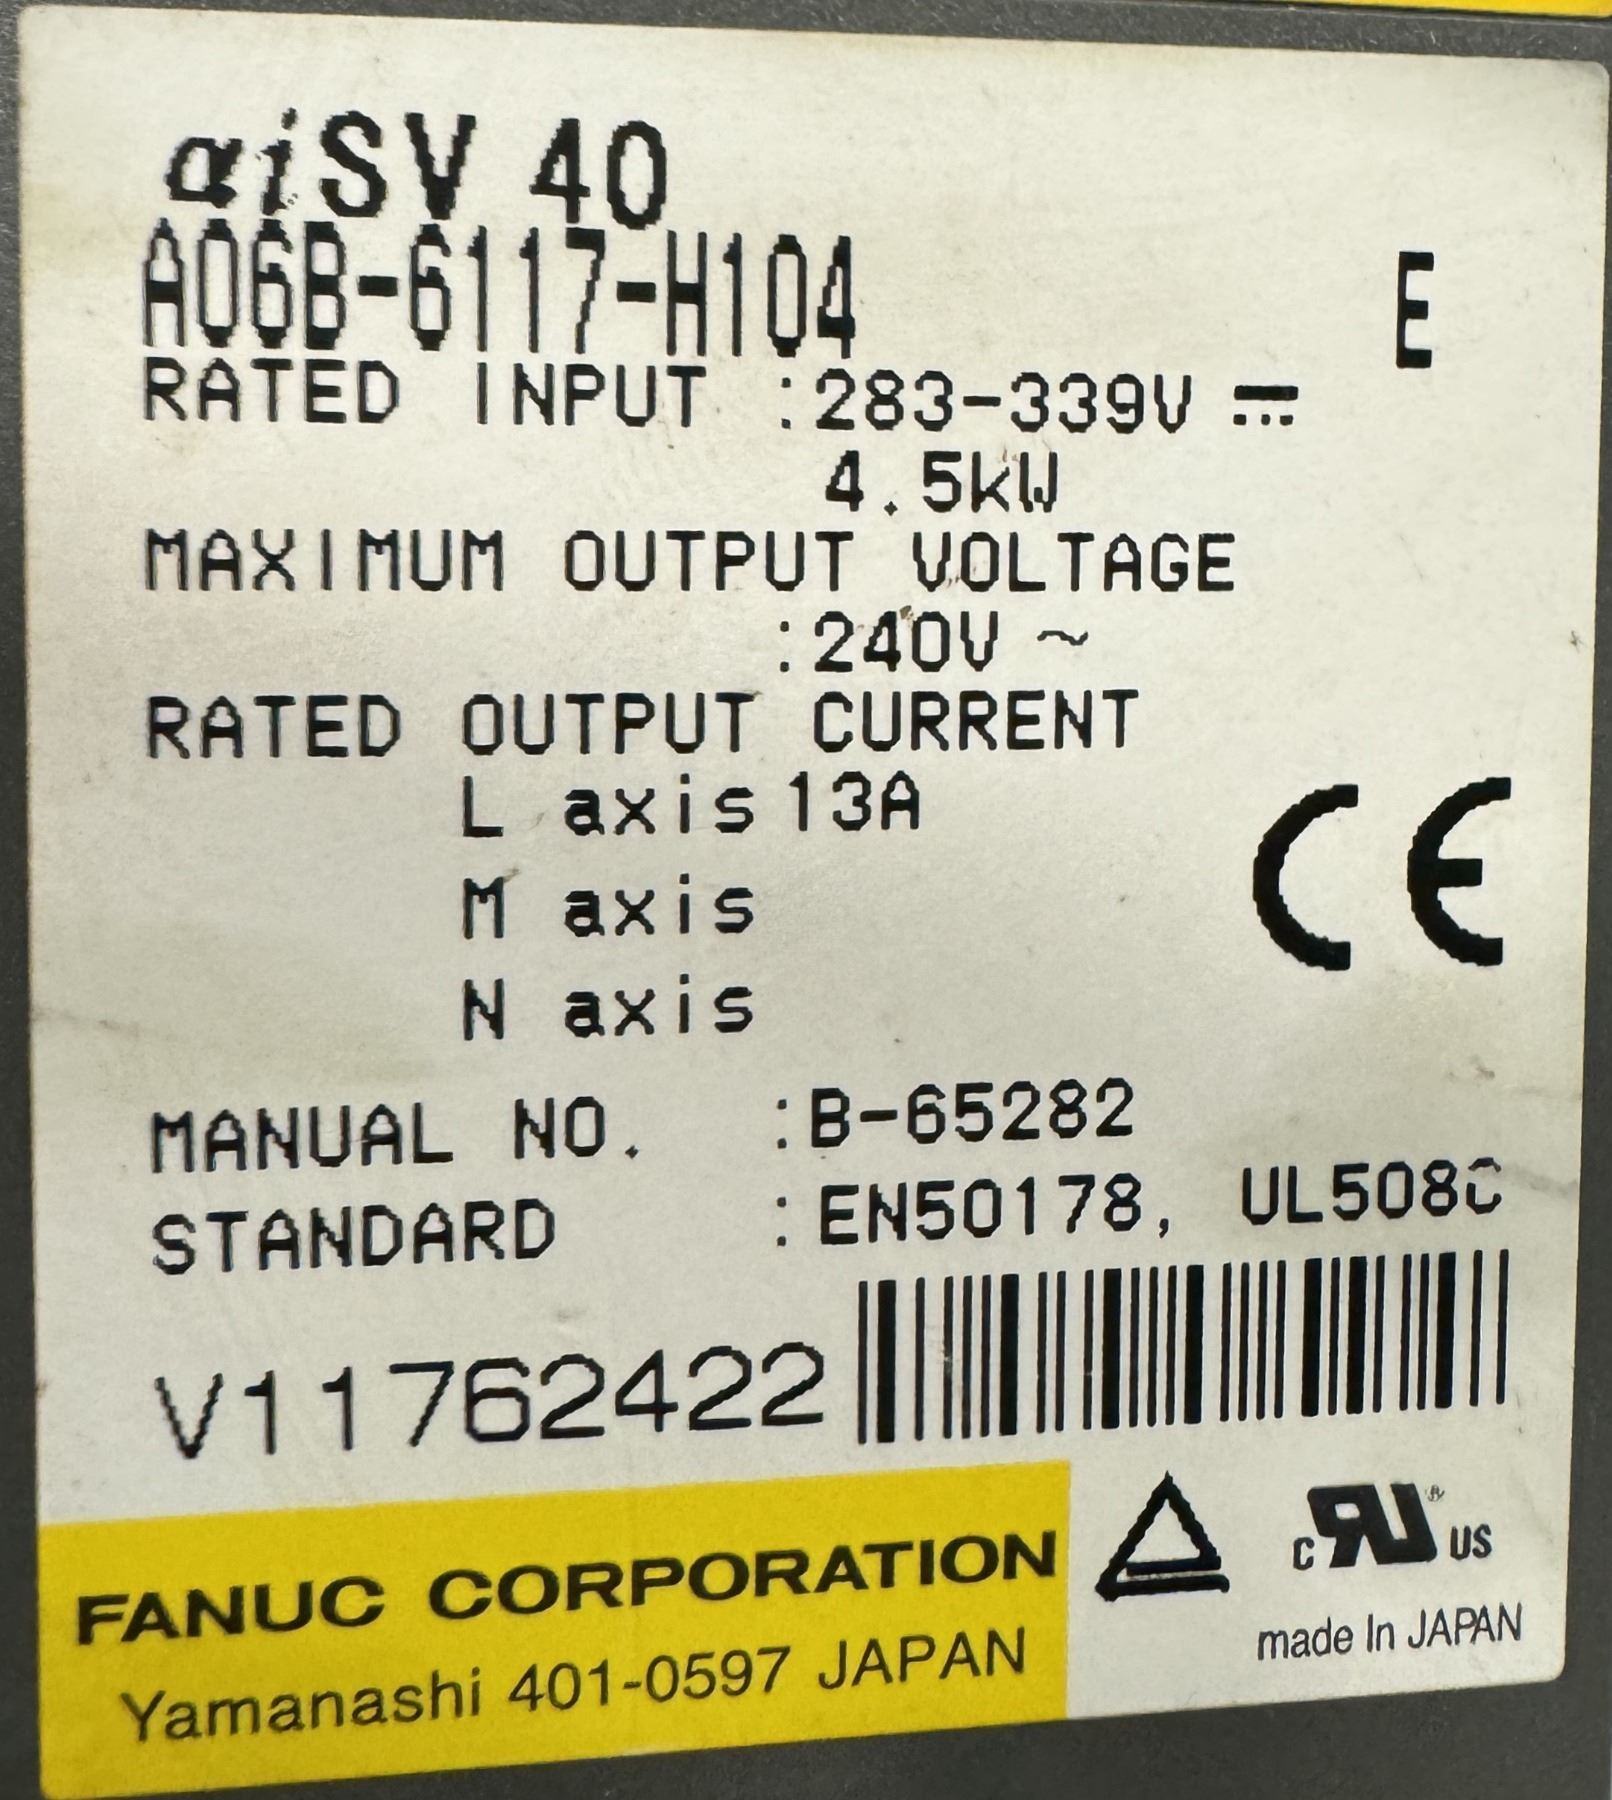 αiSV 40
A06B-6117-H104 E
RATED INPUT :283-339V ⎓
4.5kW
MAXIMUM OUTPUT VOLTAGE
:240V ~
RATED OUTPUT CURRENT
L axis 13A
M axis
N axis
CE
MANUAL NO. :B-65282
STANDARD :EN50178, UL508C
V11762422
FANUC CORPORATION
Yamanashi 401-0597 JAPAN
c RU ® US
made In JAPAN